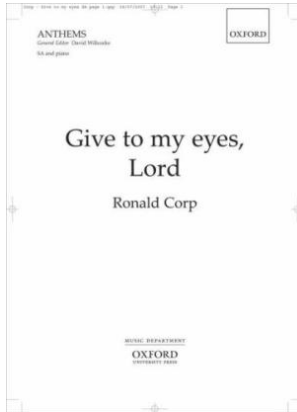 ANTHEMS
OXFORD
General Editor David Willcocks
SA and piano
Give to my eyes,
Lord
Ronald Corp
MUSIC DEPARTMENT
OXFORD
UNIVERSITY PRESS